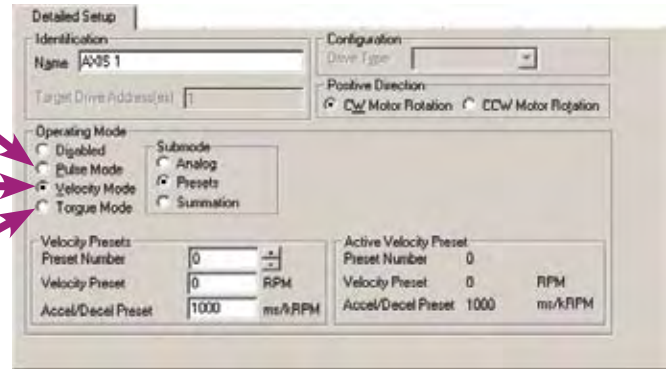 Detailed Setup
Identification
Name AXIS 1
Target Drive Address(es) 1
Configuration
Drive Type
Positive Direction
CW Motor Rotation CCW Motor Rotation
Operating Mode
Disabled
Pulse Mode
Velocity Mode
Torque Mode
Submode
Analog
Presets
Summation
Velocity Presets
Preset Number 0
Velocity Preset 0 RPM
Accel/Decel Preset 1000 ms/kRPM
Active Velocity Preset
Preset Number 0
Velocity Preset 0 RPM
Accel/Decel Preset 1000 ms/kRPM